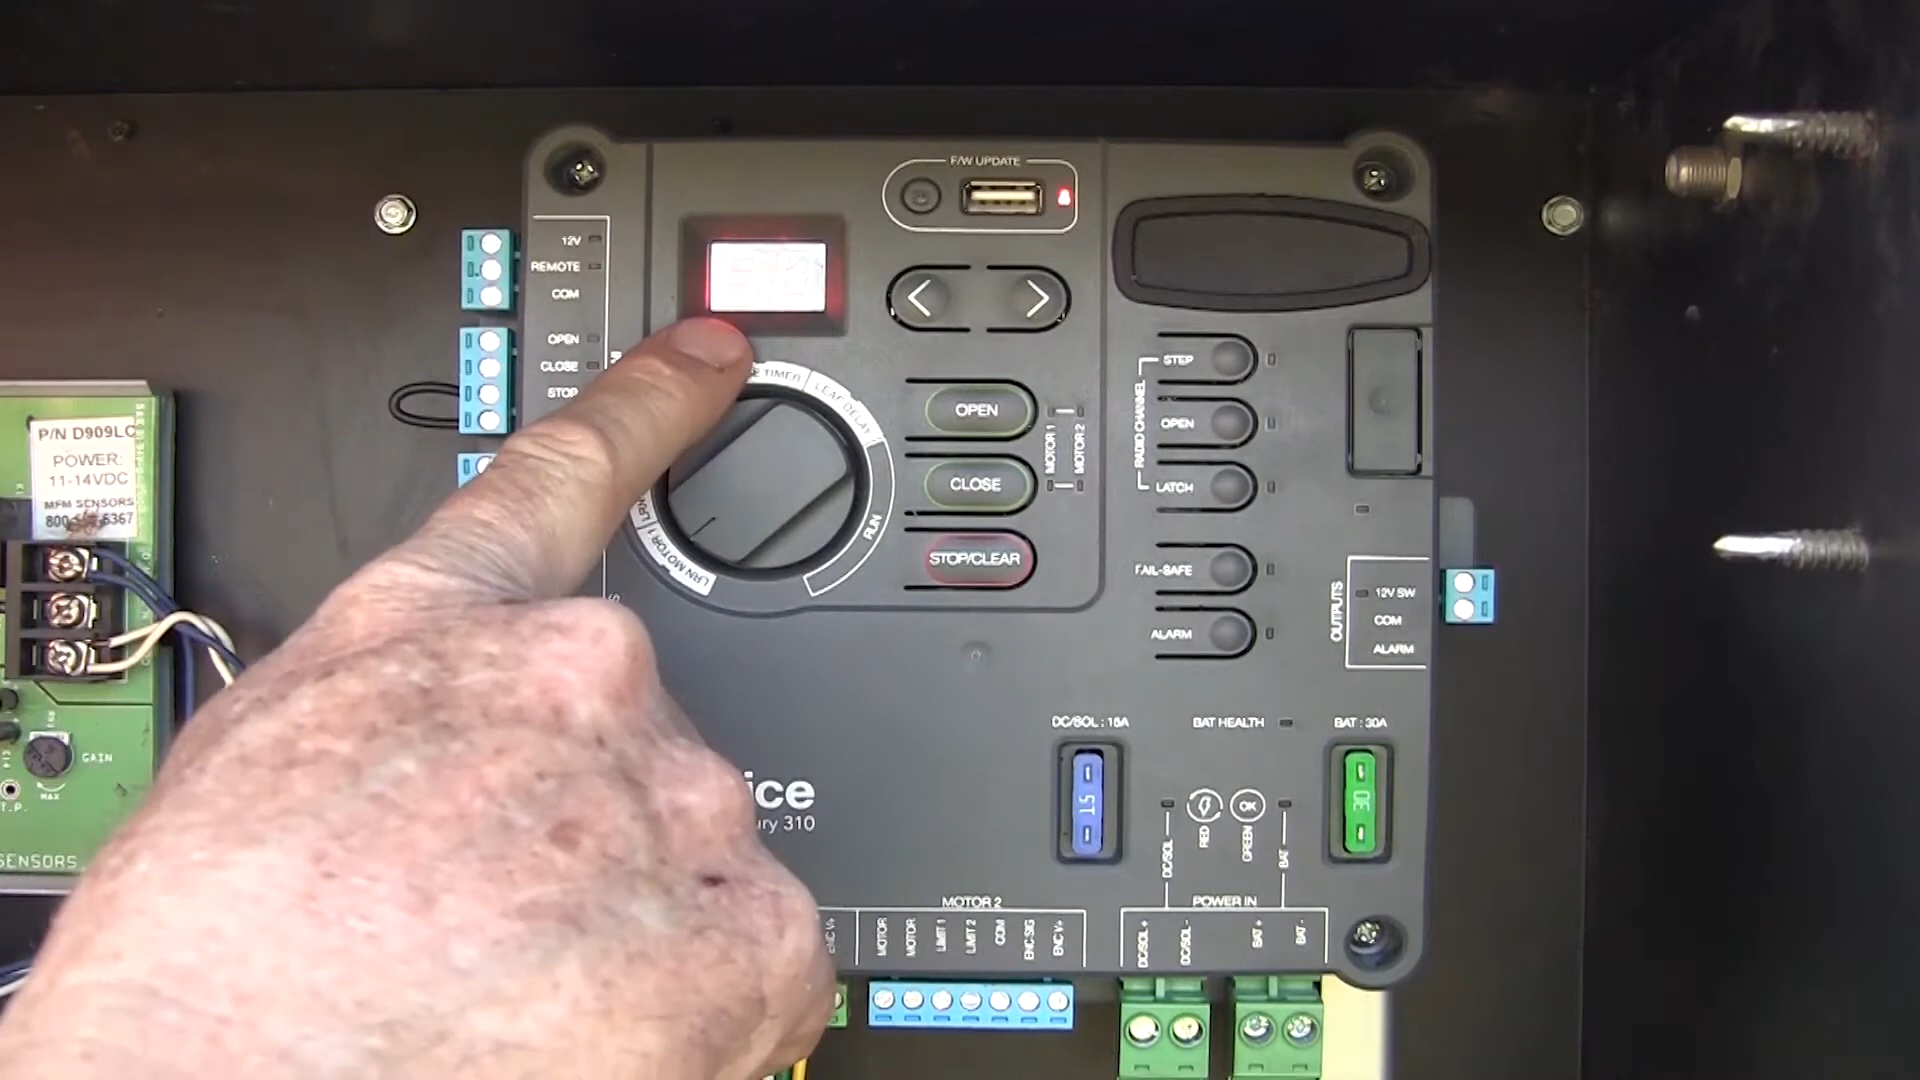 F/W UPDATE
12V
REMOTE
COM
OPEN
CLOSE
STOP
TIMER
LEAF DELAY
RUN
LRN MOTOR 1
OPEN
CLOSE
STOP/CLEAR
MOTOR 1
MOTOR 2
RADIO CHANNEL
STEP
OPEN
LATCH
FAIL-SAFE
ALARM
OUTPUTS
12V SW
COM
ALARM
P/N D909LC
POWER:
11-14VDC
MFM SENSORS
GAIN
MAX
T.P.
SENSORS
ice
ry 310
DC/SOL : 15A
BAT HEALTH
BAT : 30A
15
30
OK
RED
GREEN
DC/SOL
BAT
POWER IN
DC/SOL +
DC/SOL -
BAT +
BAT -
MOTOR 2
ENC V+
MOTOR
MOTOR
LIMIT 1
LIMIT 2
COM
ENC SIG
ENC V+